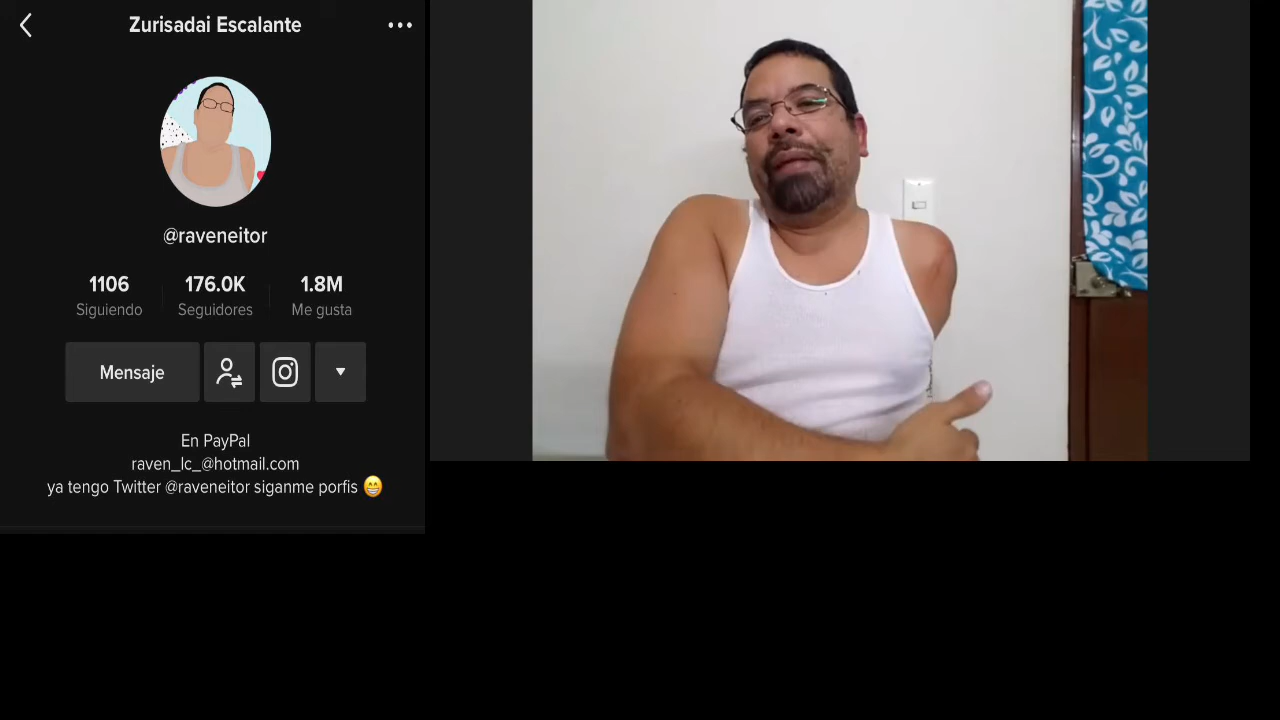 Zurisadai Escalante
@raveneitor
1106 176.0K 1.8M
Siguiendo Seguidores Me gusta
Mensaje
En PayPal
raven_lc_@hotmail.com
ya tengo Twitter @raveneitor siganme porfis 😁